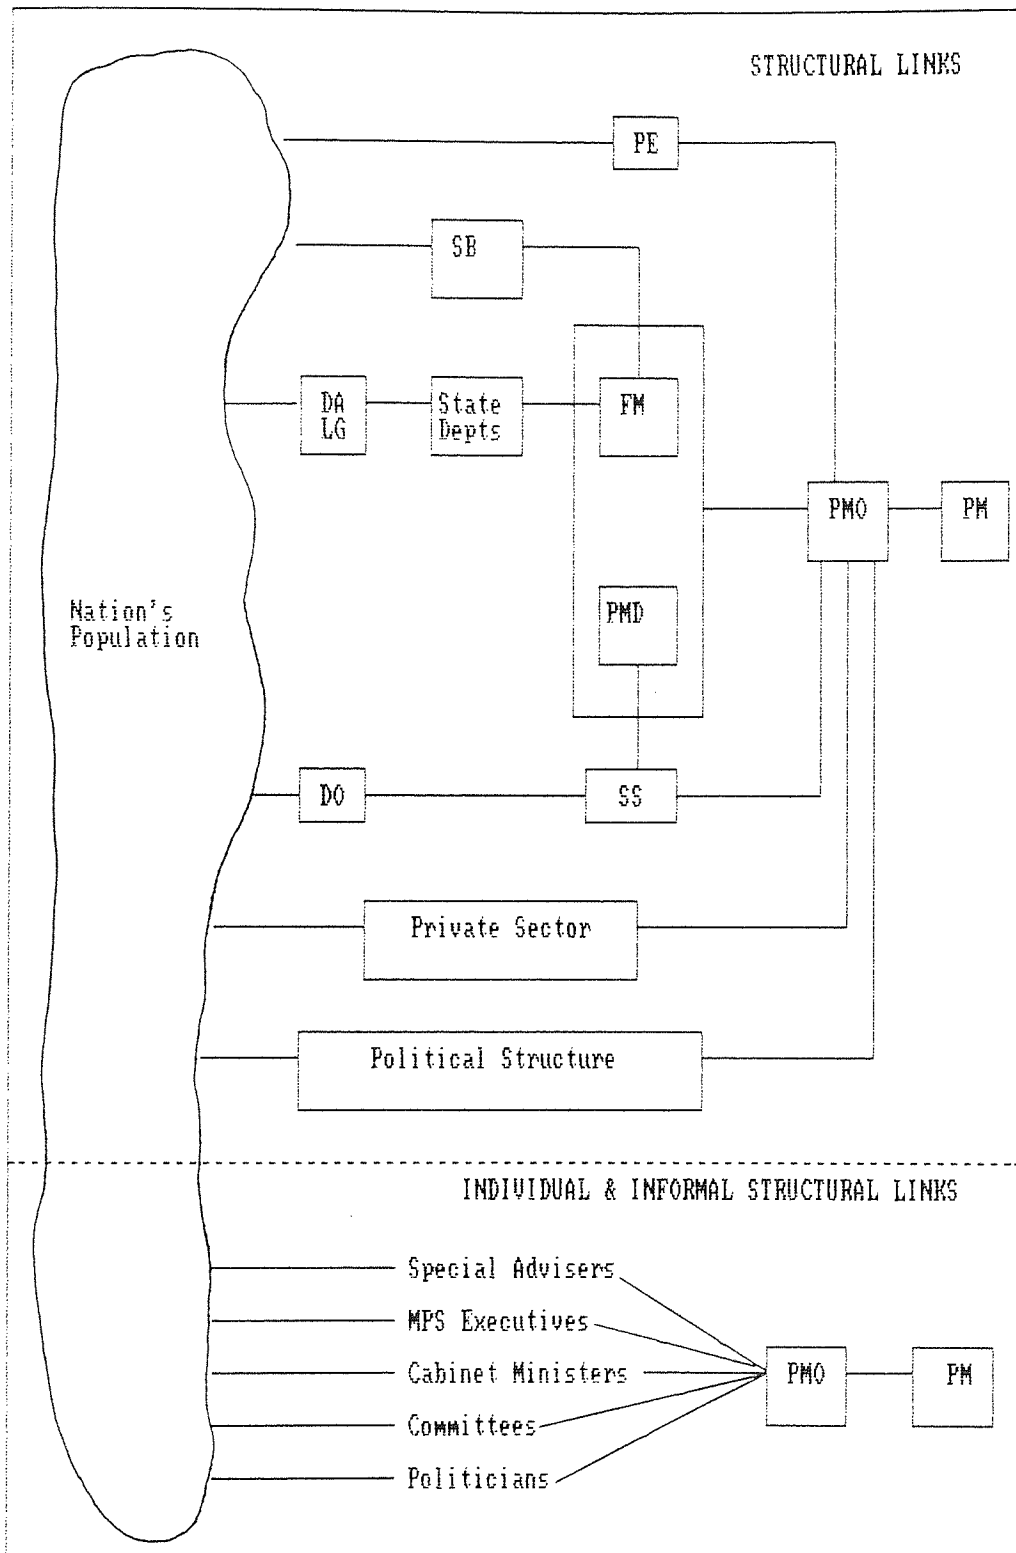 STRUCTURAL LINKS
PE
SB
DA
LG
State
Depts
FM
PMO
PM
Nation's
Population
PMD
DO
SS
Private Sector
Political Structure
INDIVIDUAL & INFORMAL STRUCTURAL LINKS
Special Advisers
MPS Executives
Cabinet Ministers
PMO
PM
Committees
Politicians